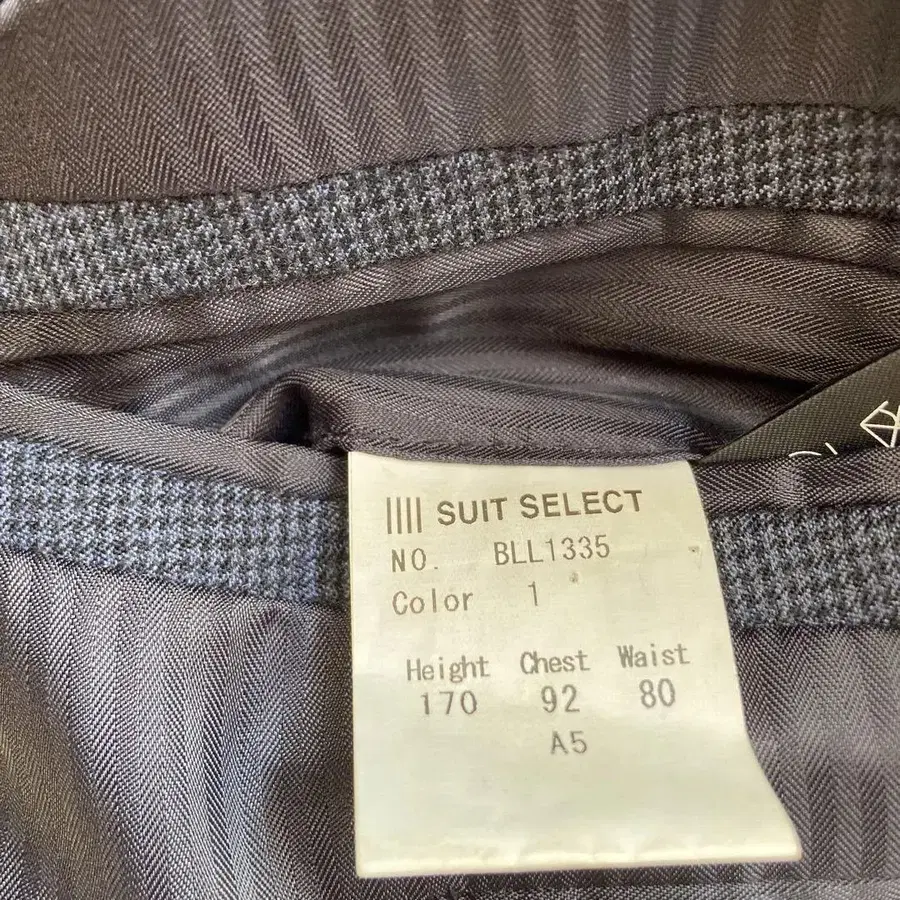 SUIT SELECT
NO. BLL1335
Color 1
Height Chest Waist
170 92 80
A5